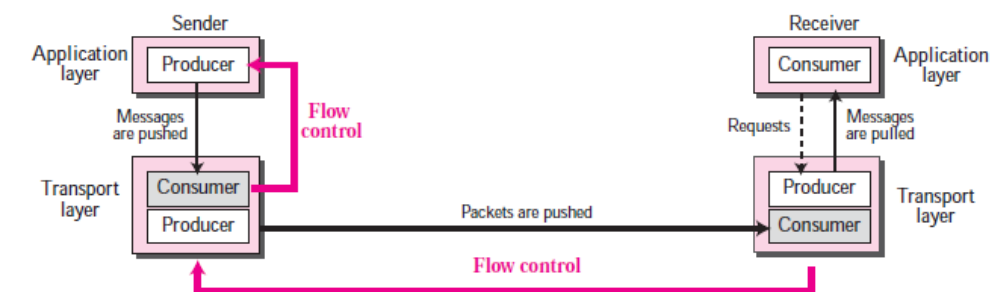 Sender
Receiver
Application
layer
Producer
Consumer
Application
layer
Flow
control
Messages
are pushed
Requests
Messages
are pulled
Transport
layer
Consumer
Producer
Packets are pushed
Producer
Consumer
Transport
layer
Flow control